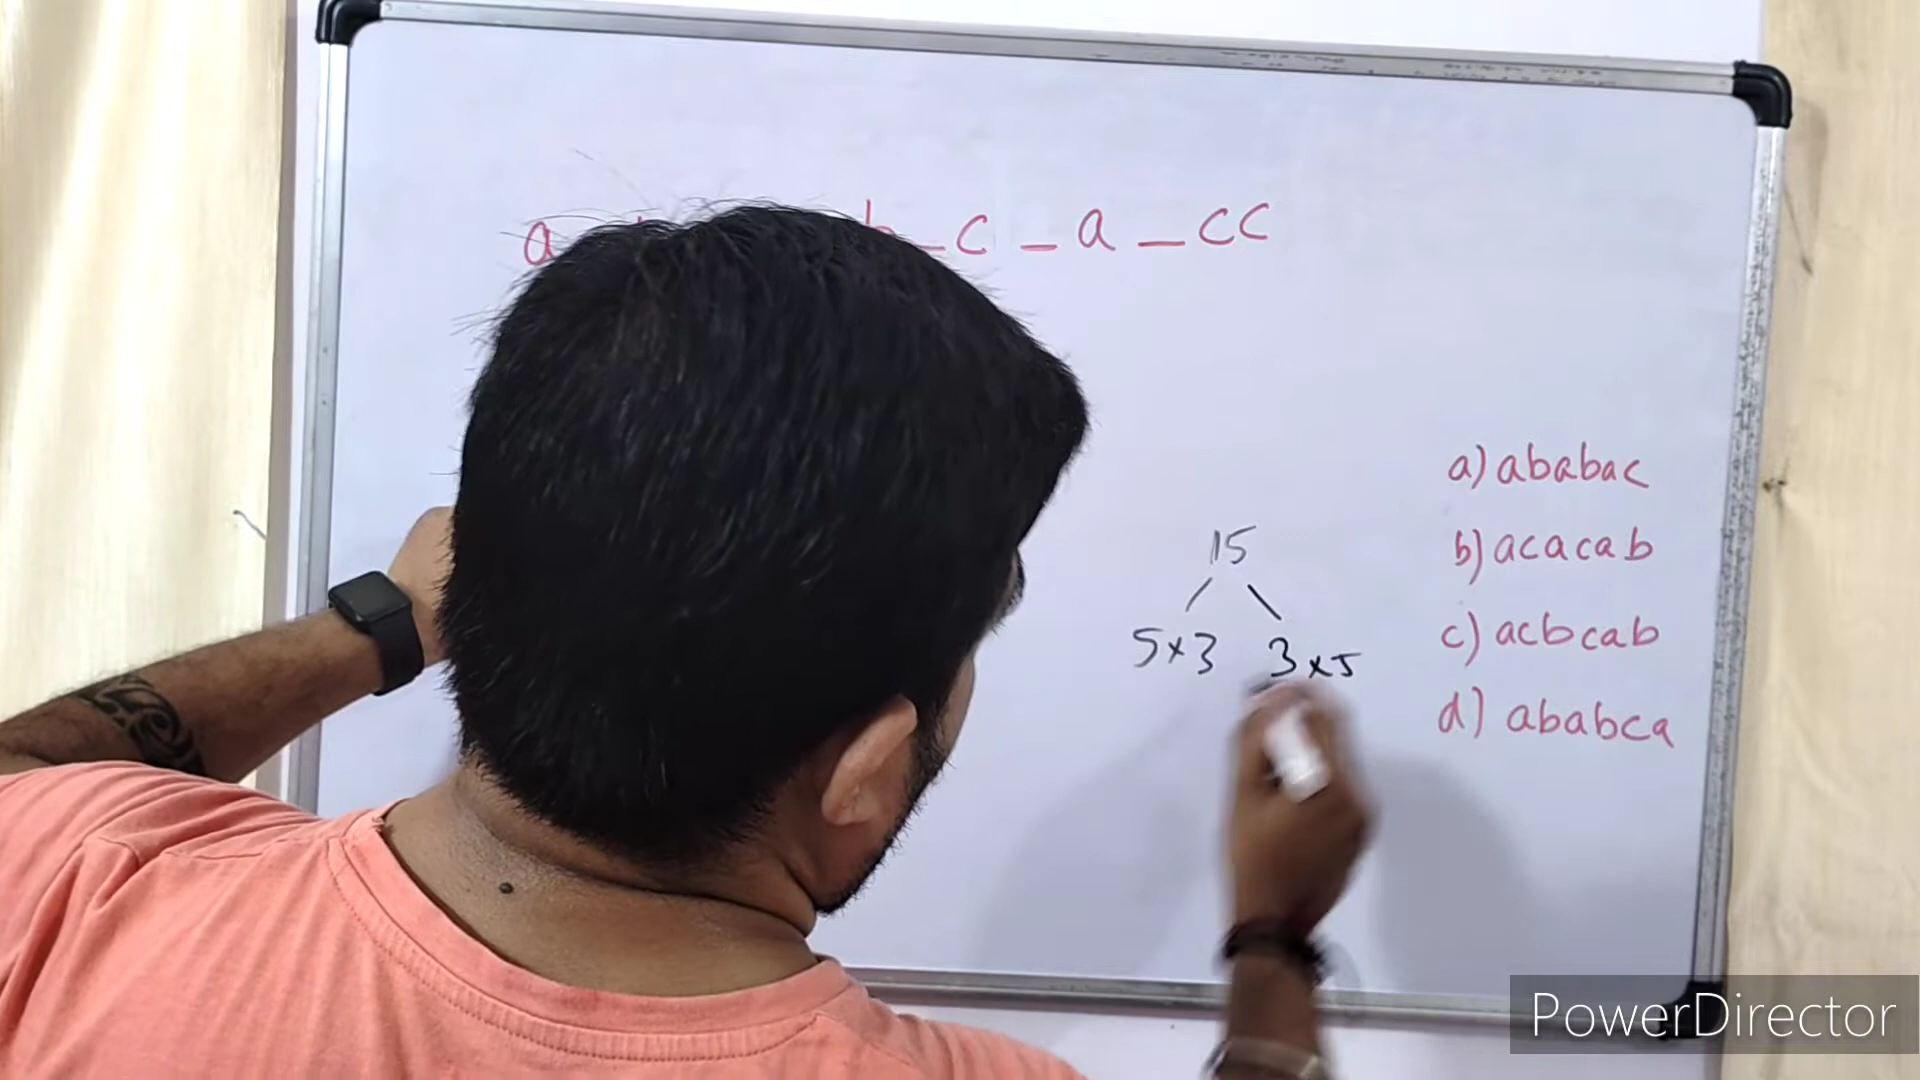 a b _ c _ a _ cc
15
5×3 3×5
a) ababac
b) acacab
c) acbcab
d) ababca
PowerDirector